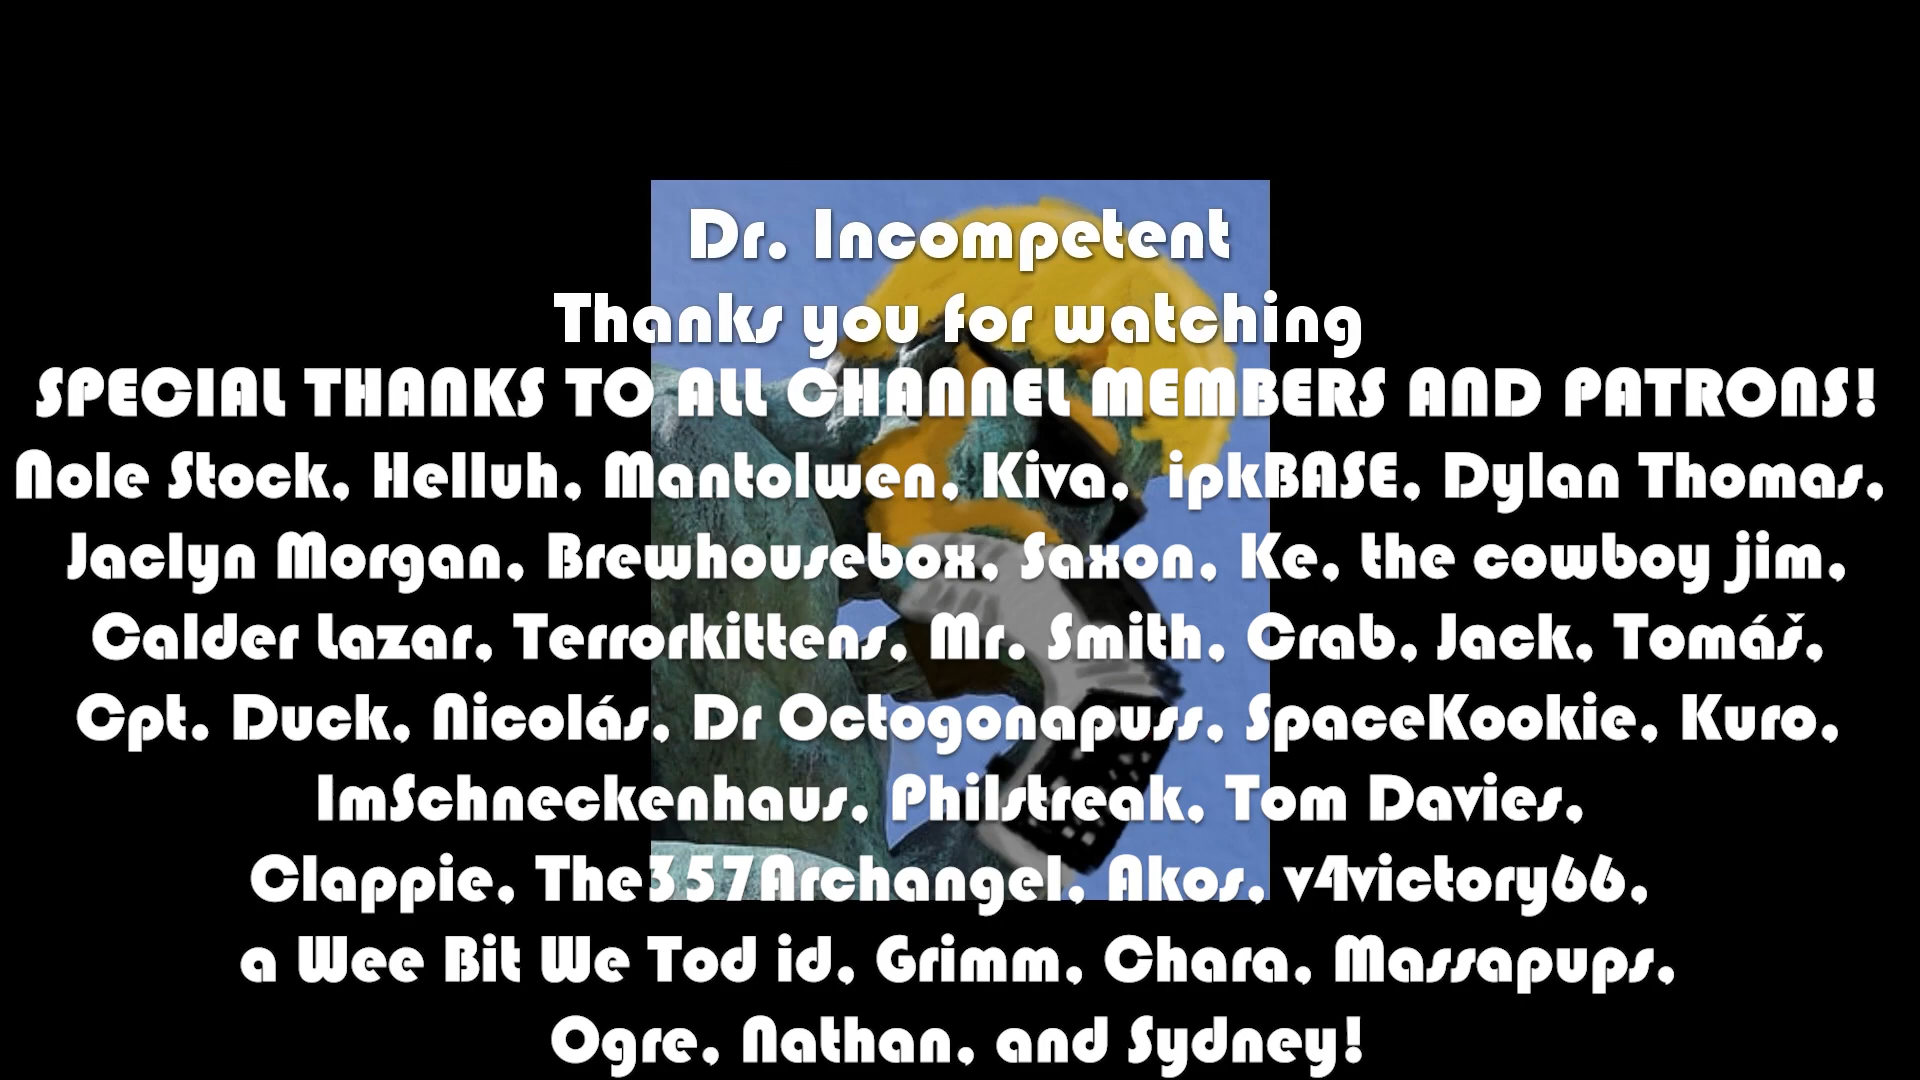 Dr. Incompetent
Thanks you for watching
SPECIAL THANKS TO ALL CHANNEL MEMBERS AND PATRONS!
Nole Stock, Helluh, Mantolwen, Kiva, ipkBASE, Dylan Thomas,
Jaclyn Morgan, Brewhousebox, Saxon, Ke, the cowboy jim,
Calder Lazar, Terrorkittens, Mr. Smith, Crab, Jack, Tomáš,
Cpt. Duck, Nicolás, Dr Octogonapuss, SpaceKookie, Kuro,
ImSchneckenhaus, Philstreak, Tom Davies,
Clappie, The357Archangel, Akos, v4victory66,
a Wee Bit We Tod id, Grimm, Chara, Massapups,
Ogre, Nathan, and Sydney!